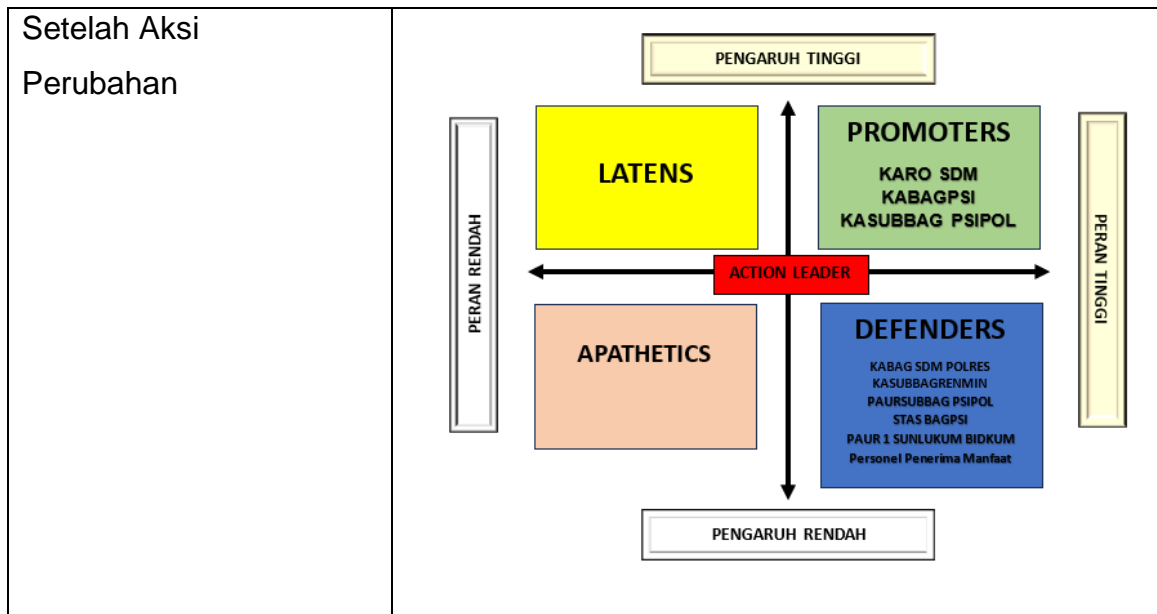 Setelah Aksi
Perubahan
PENGARUH TINGGI
PERAN RENDAH
LATENS
PROMOTERS
KARO SDM
KABAGPSI
KASUBBAG PSIPOL
PERAN TINGGI
ACTION LEADER
APATHETICS
DEFENDERS
KABAG SDM POLRES
KASUBBAGRENMIN
PAURSUBBAG PSIPOL
STAS BAGPSI
PAUR 1 SUNLUKUM BIDKUM
Personel Penerima Manfaat
PENGARUH RENDAH